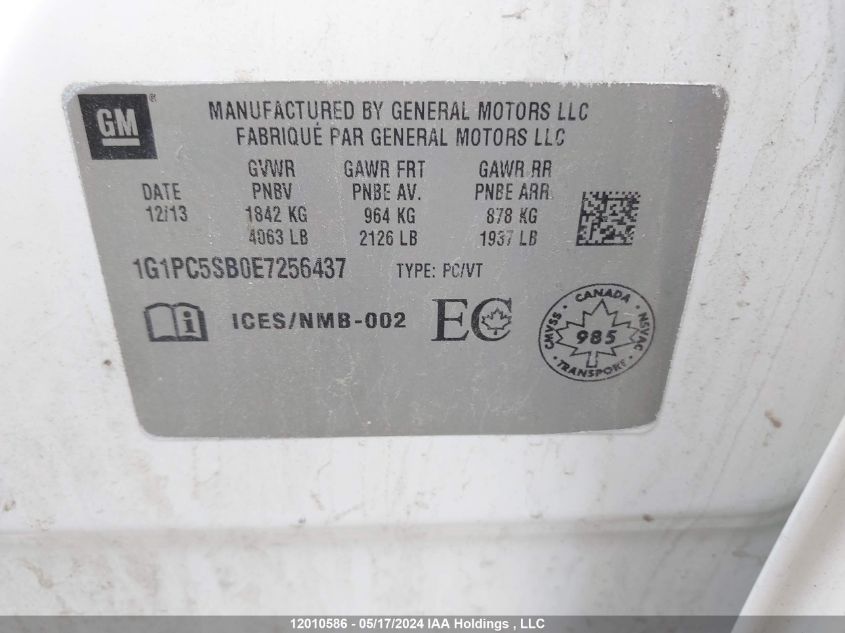 GM®
MANUFACTURED BY GENERAL MOTORS LLC
FABRIQUÉ PAR GENERAL MOTORS LLC
GVWR GAWR FRT GAWR RR
DATE PNBV PNBE AV. PNBE ARR
12/13 1842 KG 964 KG 878 KG
4063 LB 2126 LB 1937 LB
1G1PC5SB0E7256437 TYPE: PC/VT
i ICES/NMB-002 EC
CANADA
CMVSS 985 NSVAC
TRANSPORT
12010586 - 05/17/2024 IAA Holdings , LLC